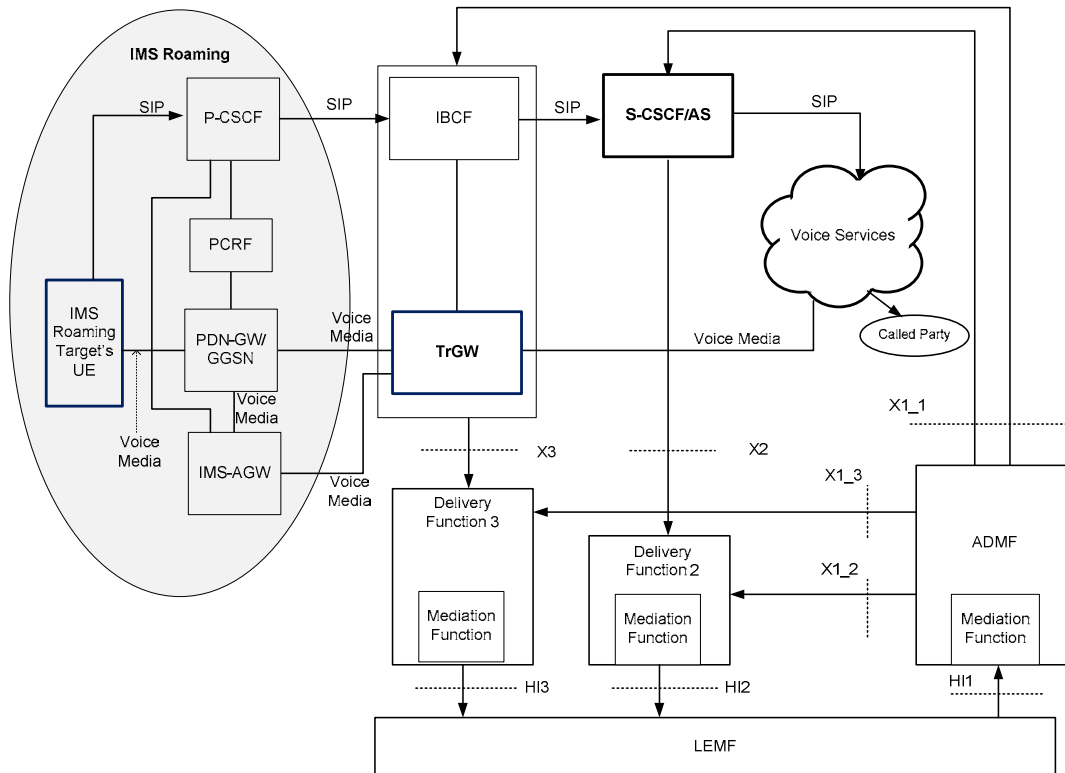 IMS Roaming
SIP
P-CSCF
SIP
IBCF
SIP
S-CSCF/AS
SIP
PCRF
Voice Services
IMS
Roaming
Target's
UE
PDN-GW/
GGSN
Voice
Media
TrGW
Voice Media
Called Party
Voice
Media
Voice
Media
IMS-AGW
Voice
Media
X3
X2
X1_1
X1_3
Delivery
Function 3
Delivery
Function 2
ADMF
X1_2
Mediation
Function
Mediation
Function
Mediation
Function
HI3
HI2
HI1
LEMF